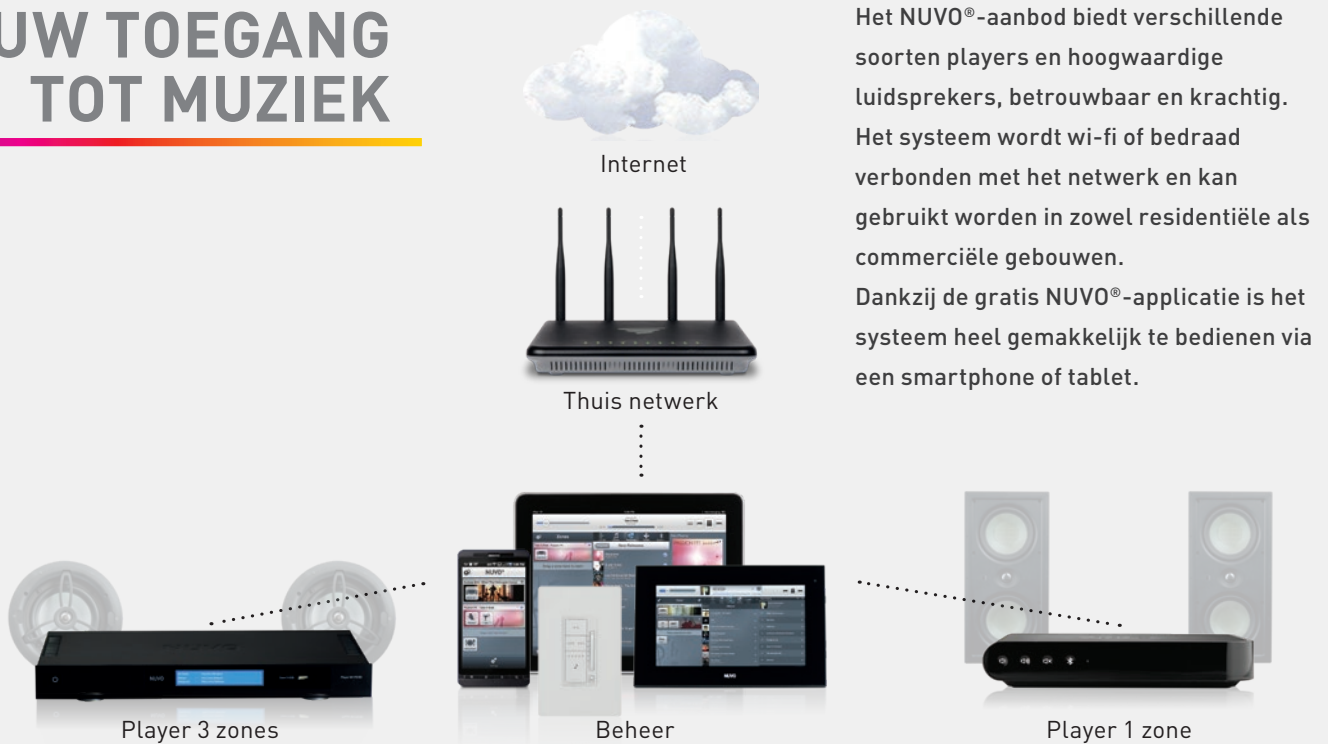 UW TOEGANG
TOT MUZIEK
Internet
Thuis netwerk
Het NUVO®-aanbod biedt verschillende
soorten players en hoogwaardige
luidsprekers, betrouwbaar en krachtig.
Het systeem wordt wi-fi of bedraad
verbonden met het netwerk en kan
gebruikt worden in zowel residentiële als
commerciële gebouwen.
Dankzij de gratis NUVO®-applicatie is het
systeem heel gemakkelijk te bedienen via
een smartphone of tablet.
NUVO
NUVO
NUVO
Player 3 zones
Beheer
Player 1 zone